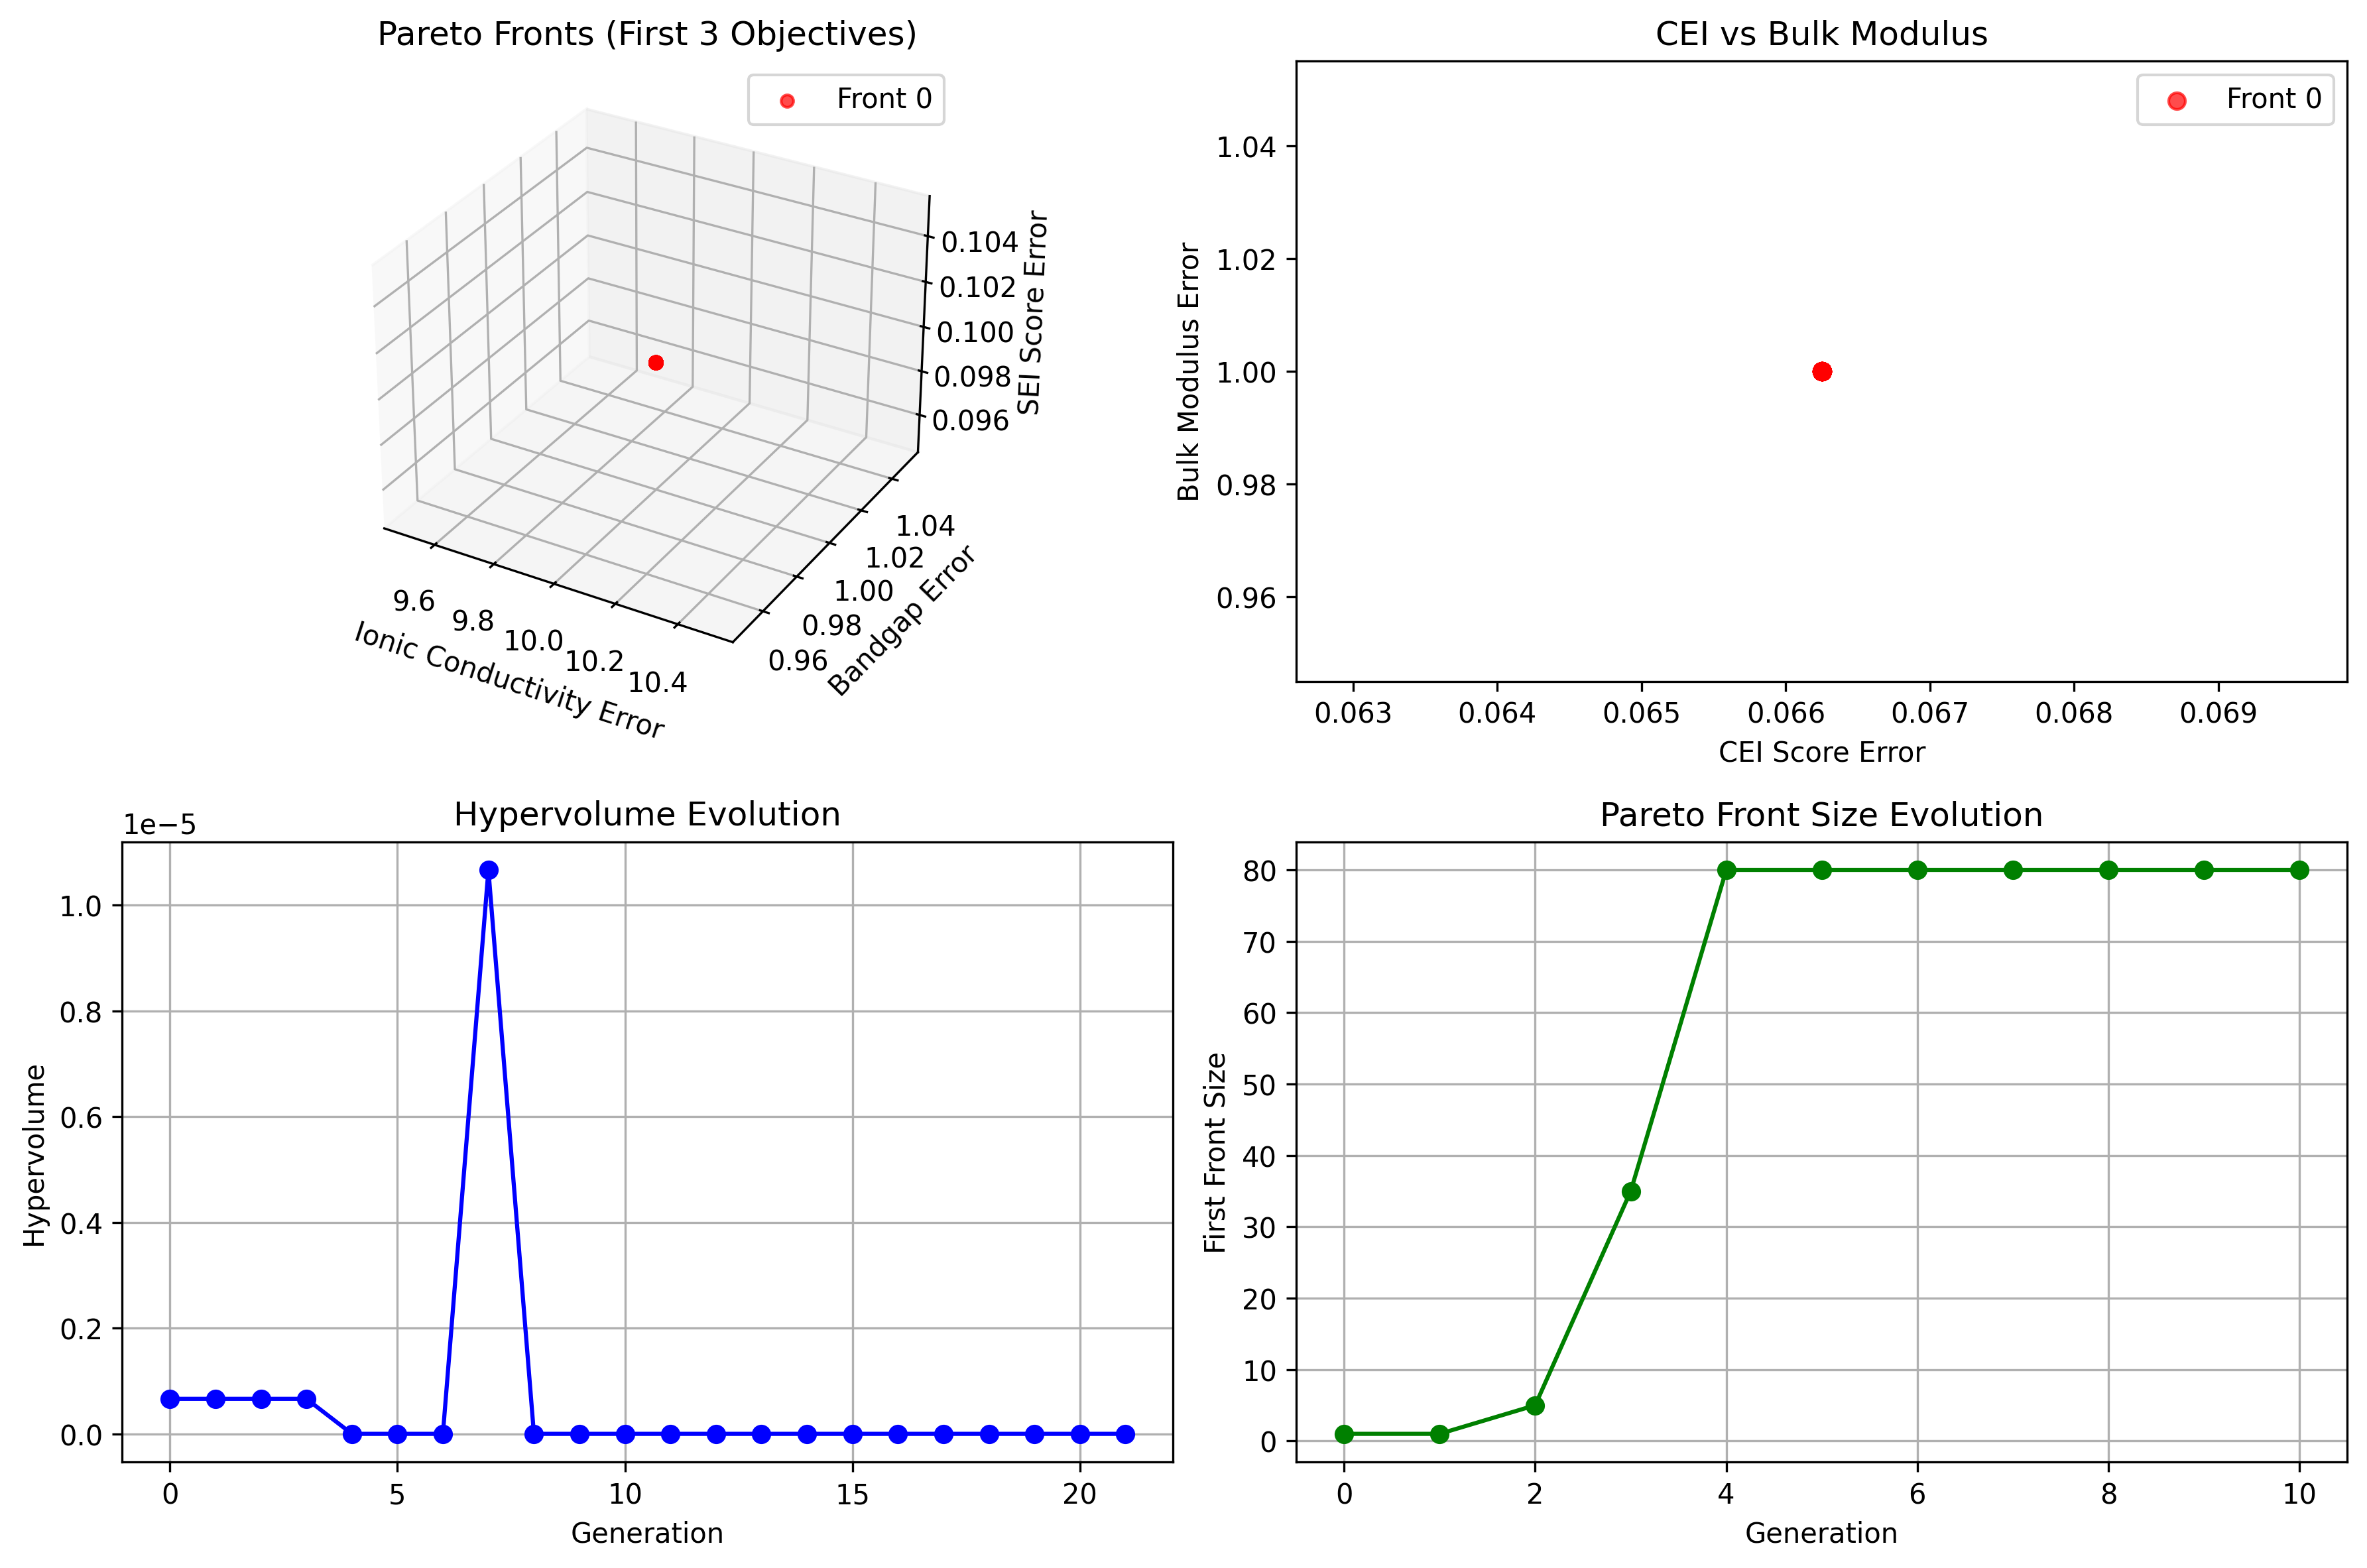 Pareto Fronts (First 3 Objectives)
Front 0
0.104
0.102
0.100
0.098
0.096
SEI Score Error
1.04
1.02
1.00
0.98
0.96
Bandgap Error
9.6
9.8
10.0
10.2
10.4
Ionic Conductivity Error
CEI vs Bulk Modulus
Front 0
1.04
1.02
1.00
0.98
0.96
Bulk Modulus Error
0.063 0.064 0.065 0.066 0.067 0.068 0.069
CEI Score Error
Hypervolume Evolution
1e−5
1.0
0.8
0.6
0.4
0.2
0.0
Hypervolume
0 5 10 15 20
Generation
Pareto Front Size Evolution
80
70
60
50
40
30
20
10
0
First Front Size
0 2 4 6 8 10
Generation